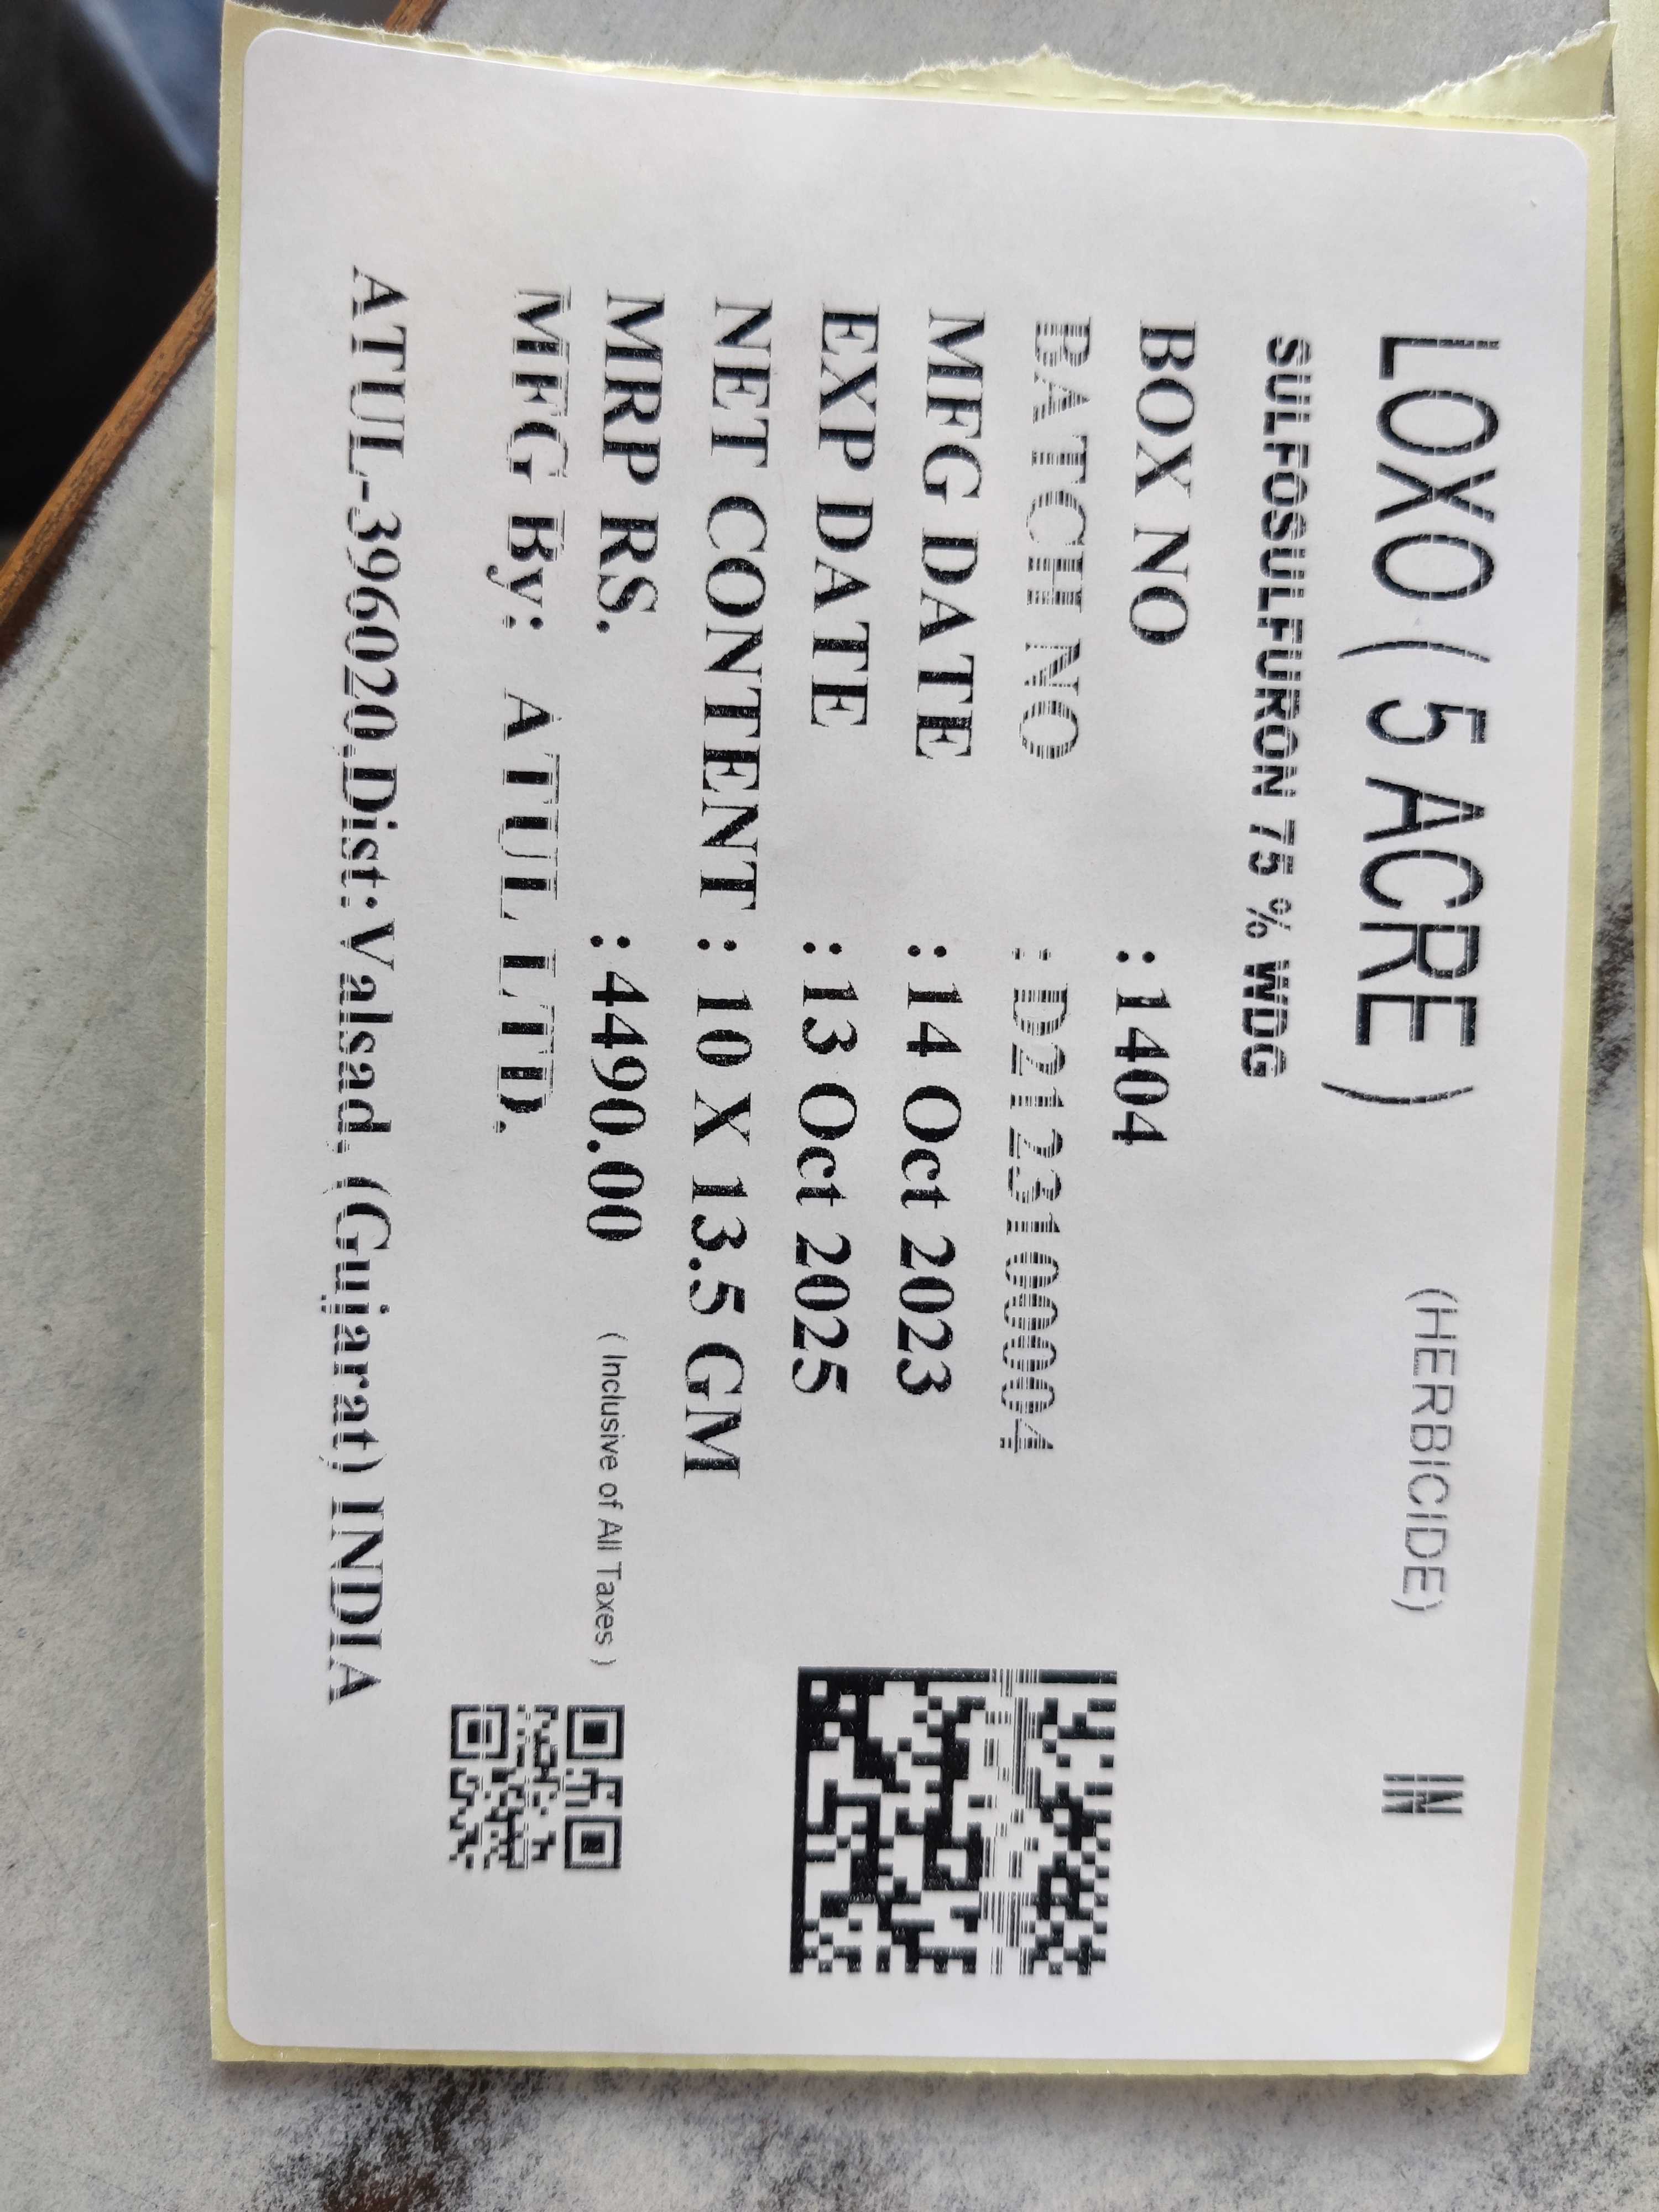 LOXO ( 5 ACRE )
(HERBICIDE)
IN
SULFOSULFURON 75 % WDG
BOX NO : 1404
BATCH NO : D212310004
MFG DATE : 14 Oct 2023
EXP DATE : 13 Oct 2025
NET CONTENT : 10 X 13.5 GM
MRP RS. : 4490.00 ( Inclusive of All Taxes )
MFG By: ATUL LTD.
ATUL-396020,Dist:Valsad, (Gujarat) INDIA